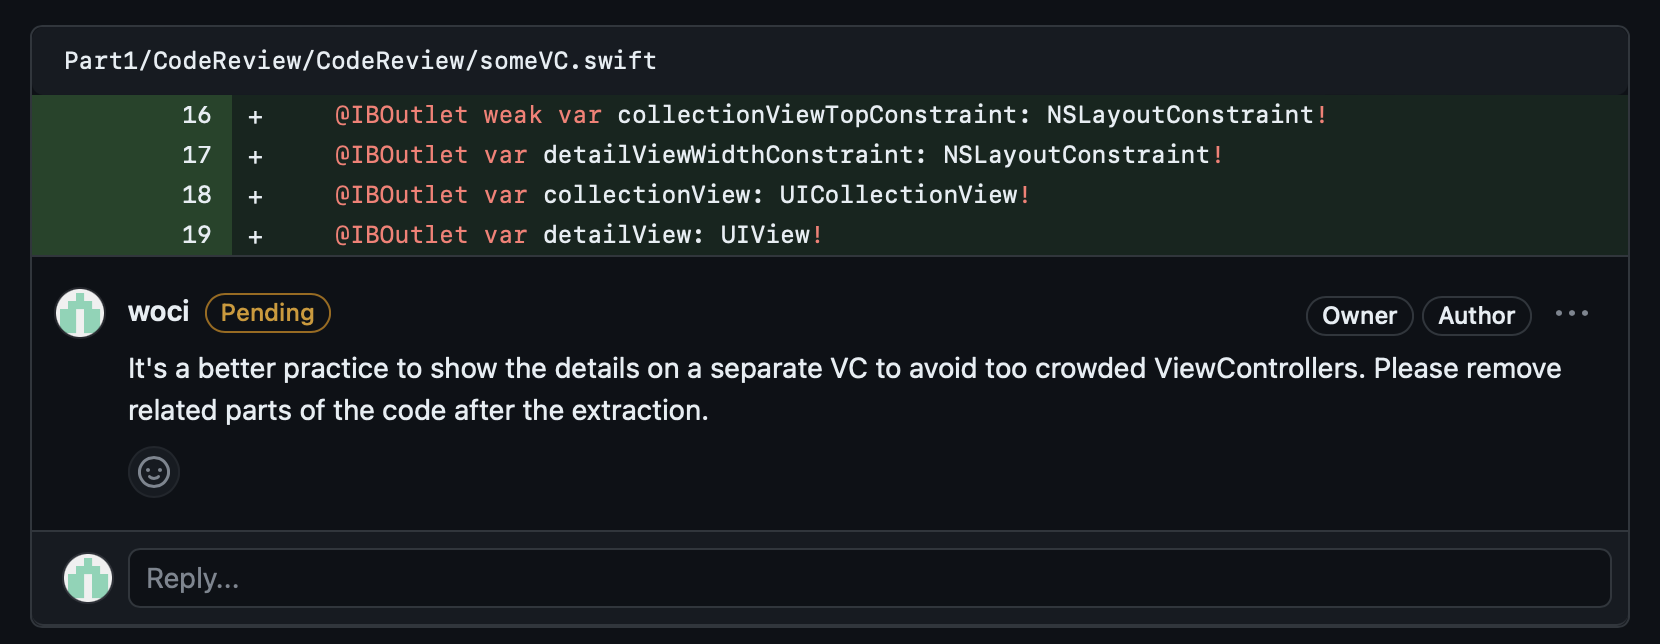 Part1/CodeReview/CodeReview/someVC.swift
16 + @IBOutlet weak var collectionViewTopConstraint: NSLayoutConstraint!
17 + @IBOutlet var detailViewWidthConstraint: NSLayoutConstraint!
18 + @IBOutlet var collectionView: UICollectionView!
19 + @IBOutlet var detailView: UIView!
woci Pending Owner Author ...
It's a better practice to show the details on a separate VC to avoid too crowded ViewControllers. Please remove
related parts of the code after the extraction.
Reply...